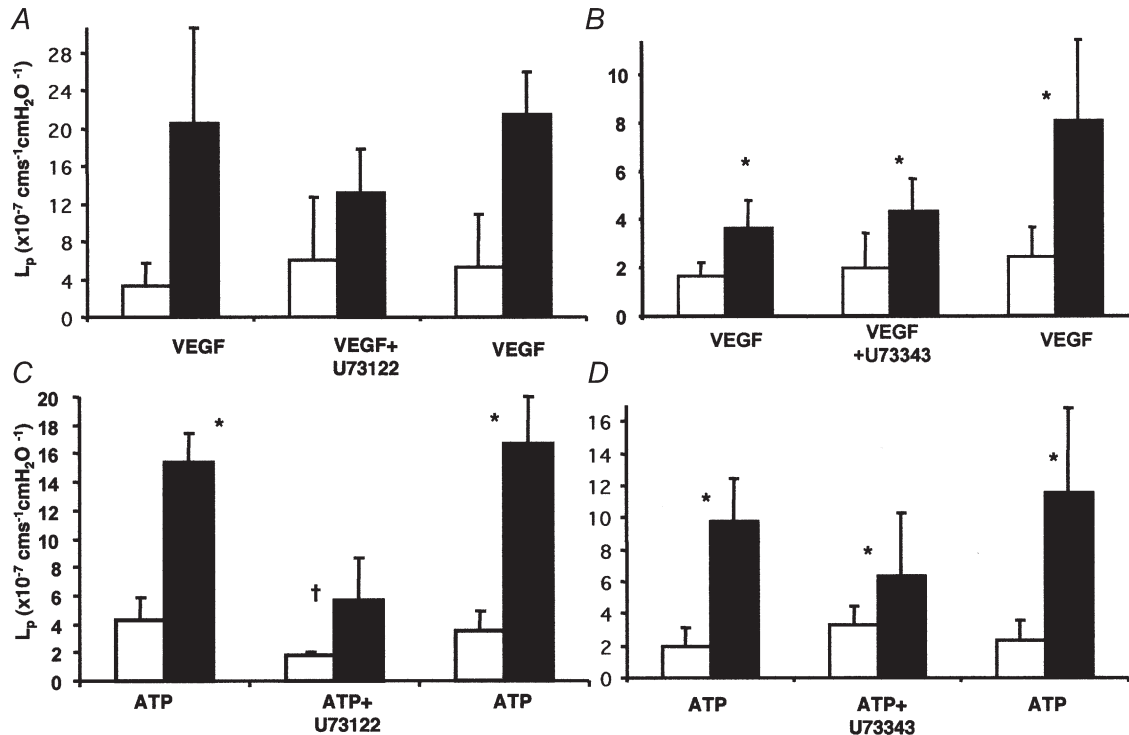 A
B
Lp (x10-7 cms-1cmH2O -1)
28
24
20
16
12
8
4
0
VEGF
VEGF+
U73122
VEGF
10
8
6
4
2
0
*
*
*
VEGF
VEGF
+U73343
VEGF
C
D
Lp (x10-7 cms-1cmH2O -1)
20
18
16
14
12
10
8
6
4
2
0
*
†
*
ATP
ATP+
U73122
ATP
16
14
12
10
8
6
4
2
0
*
*
*
ATP
ATP+
U73343
ATP